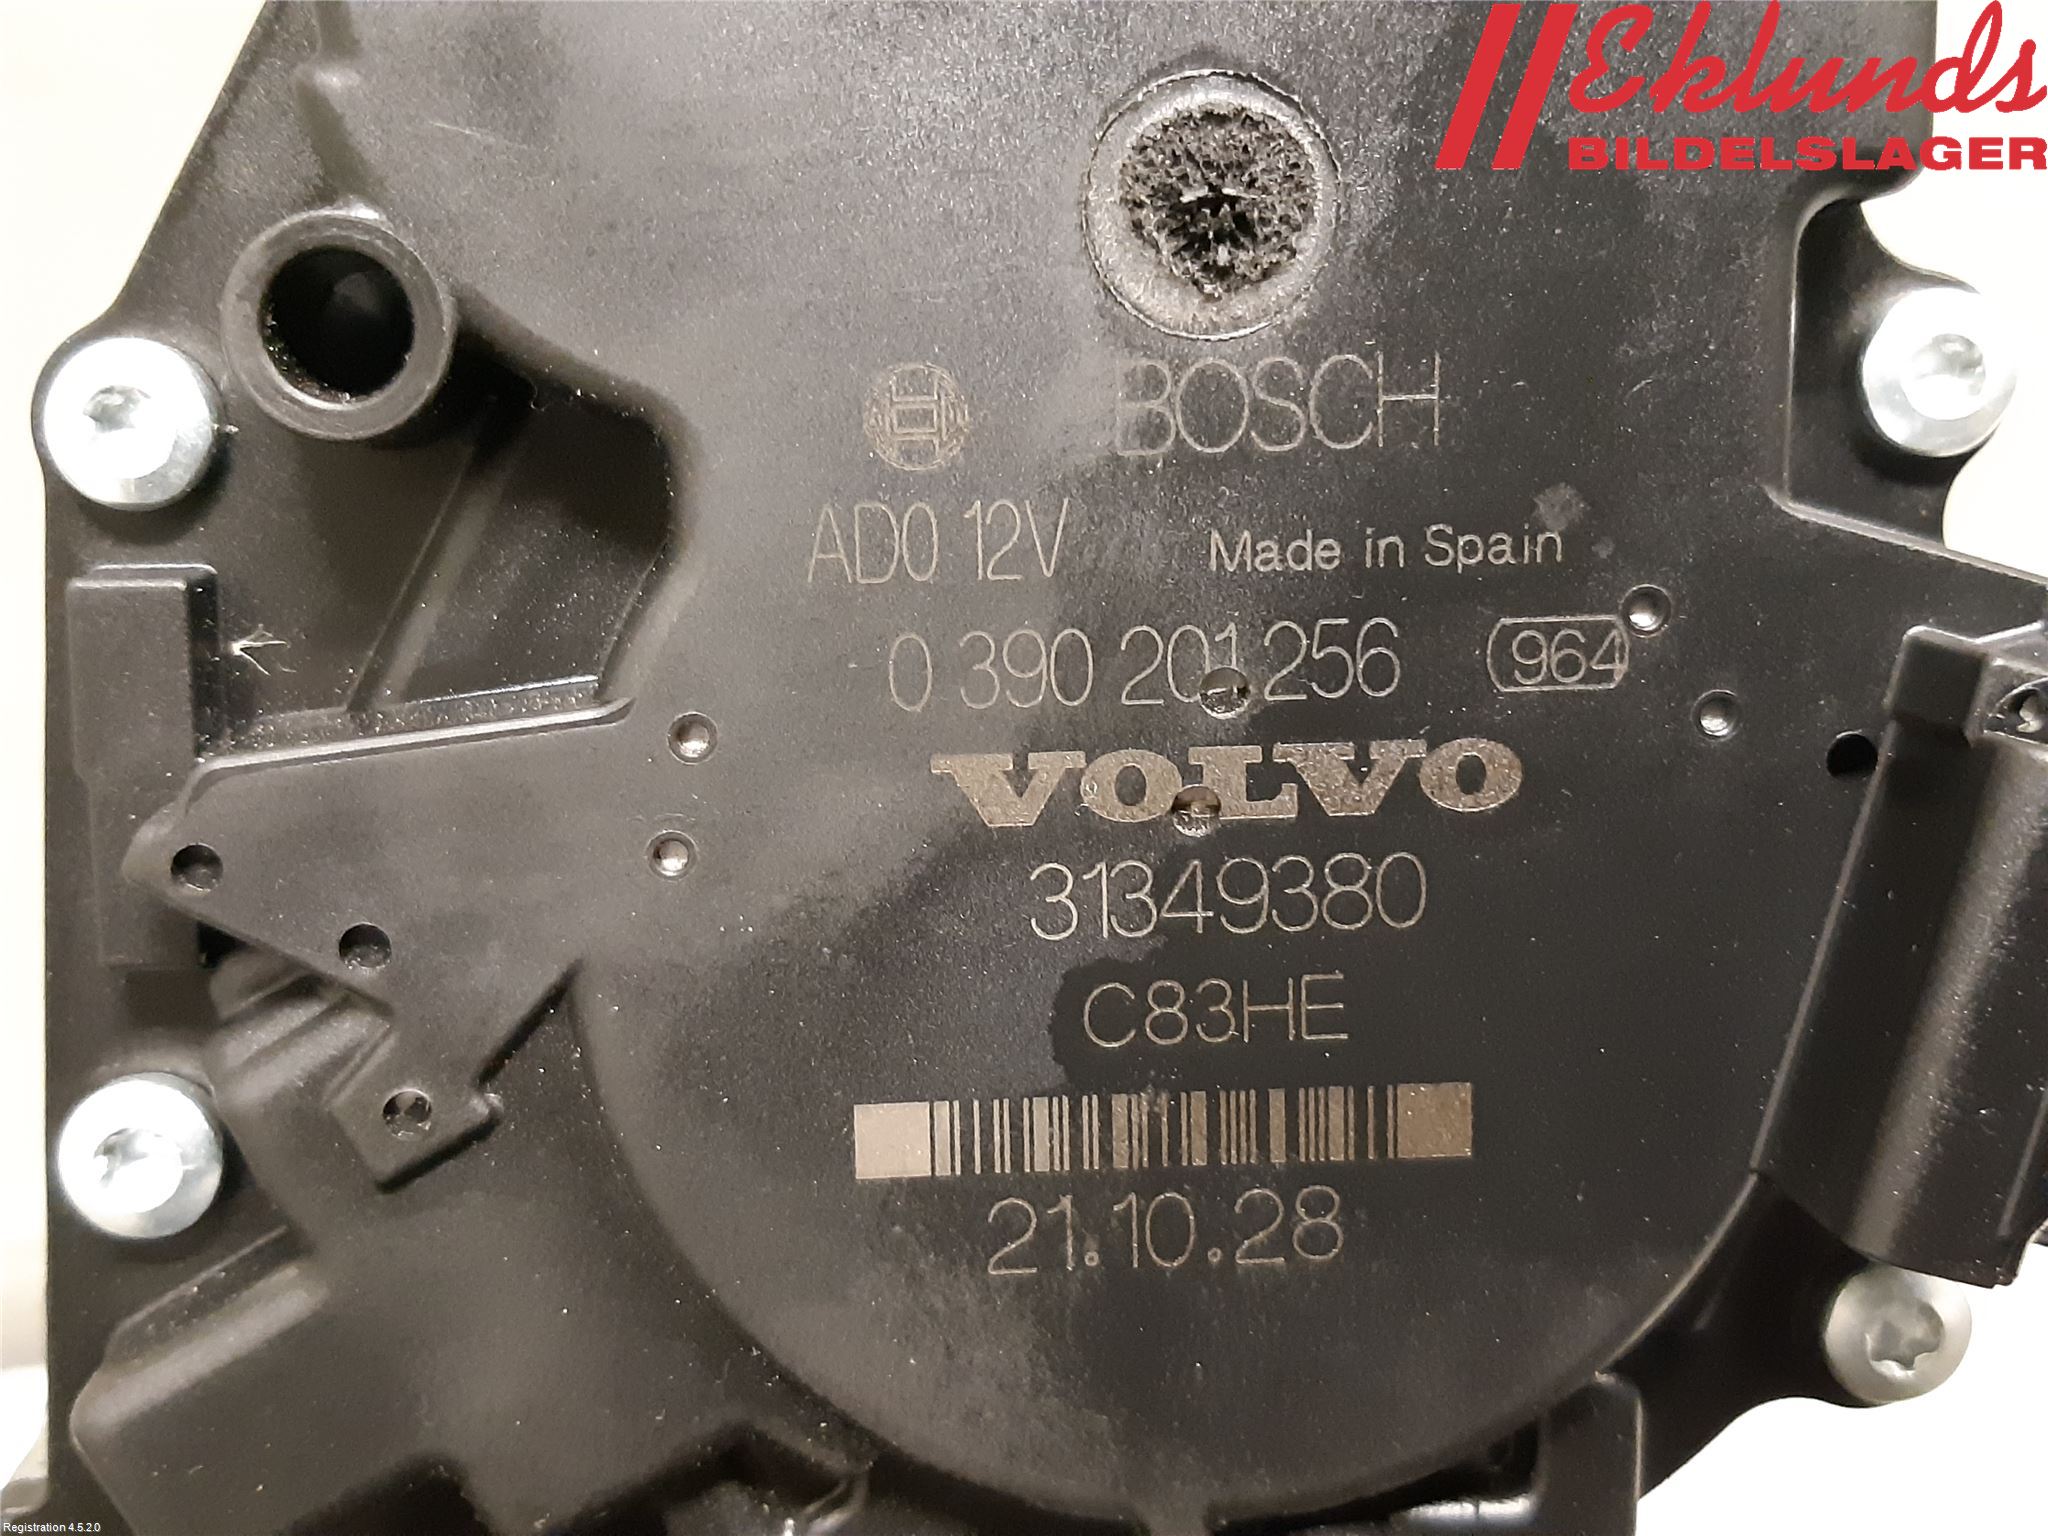 Eklunds
BILDELSLAGER
BOSCH
AD0 12V Made in Spain
0 390 201 256 964
VOLVO
31349380
C83HE
21.10.28
Registration 4.5.2.0